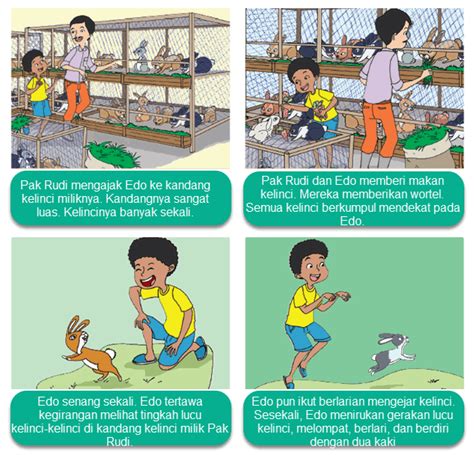 Pak Rudi mengajak Edo ke kandang
kelinci miliknya. Kandangnya sangat
luas. Kelincinya banyak sekali.
Pak Rudi dan Edo memberi makan
kelinci. Mereka memberikan wortel.
Semua kelinci berkumpul mendekat pada
Edo.
Edo senang sekali. Edo tertawa
kegirangan melihat tingkah lucu
kelinci-kelinci di kandang kelinci milik Pak
Rudi.
Edo pun ikut berlarian mengejar kelinci.
Sesekali, Edo menirukan gerakan lucu
kelinci, melompat, berlari, dan berdiri
dengan dua kaki